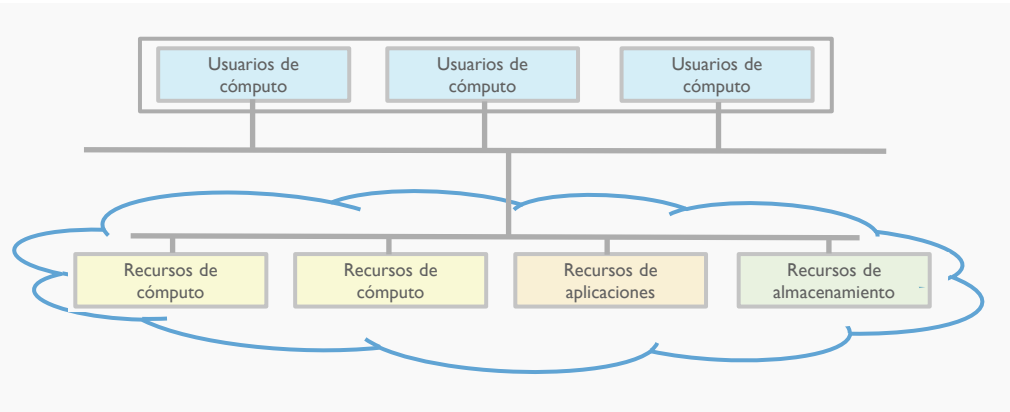 Usuarios de
cómputo
Usuarios de
cómputo
Usuarios de
cómputo
Recursos de
cómputo
Recursos de
cómputo
Recursos de
aplicaciones
Recursos de
almacenamiento